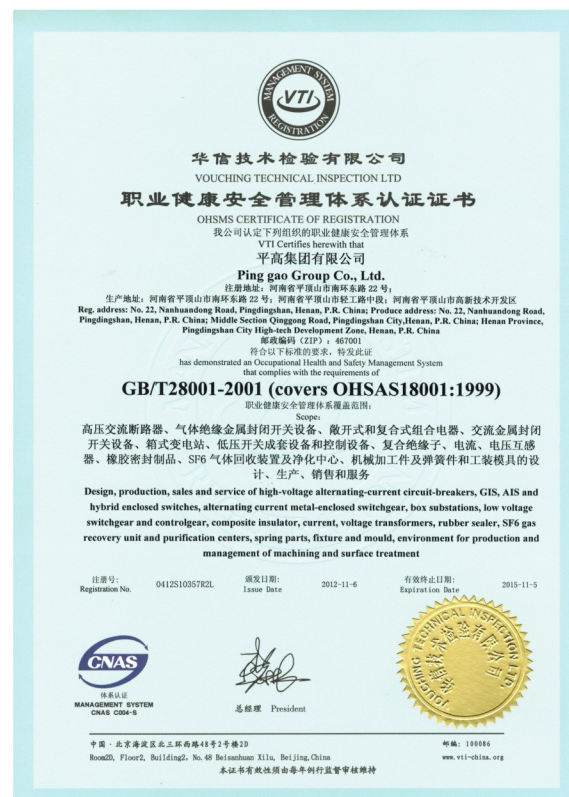 MANAGEMENT SYSTEM
VTI
REGISTRATION
华信技术检验有限公司
VOUCHING TECHNICAL INSPECTION LTD
职业健康安全管理体系认证证书
OHSMS CERTIFICATE OF REGISTRATION
我公司认定下列组织的职业健康安全管理体系
VTI Certifies herewith that
平高集团有限公司
Ping gao Group Co., Ltd.
注册地址：河南省平顶山市南环东路 22 号；
生产地址：河南省平顶山市南环东路 22 号；河南省平顶山市轻工路中段；河南省平顶山市高新技术开发区
Reg. address: No. 22, Nanhuandong Road, Pingdingshan, Henan, P.R. China; Produce address: No. 22, Nanhuandong Road,
Pingdingshan, Henan, P.R. China; Middle Section Qinggong Road, Pingdingshan City,Henan, P.R. China; Henan Province,
Pingdingshan City High-tech Development Zone, Henan, P.R. China
邮政编码（ZIP）：467001
符合以下标准的要求，特发此证
has demonstrated an Occupational Health and Safety Management System
that complies with the requirements of
GB/T28001-2001 (covers OHSAS18001:1999)
职业健康安全管理体系覆盖范围：
Scope:
高压交流断路器、气体绝缘金属封闭开关设备、敞开式和复合式组合电器、交流金属封闭
开关设备、箱式变电站、低压开关成套设备和控制设备、复合绝缘子、电流、电压互感
器、橡胶密封制品、SF6 气体回收装置及净化中心、机械加工件及弹簧件和工装模具的设
计、生产、销售和服务
Design, production, sales and service of high-voltage alternating-current circuit-breakers, GIS, AIS and
hybrid enclosed switches, alternating current metal-enclosed switchgear, box substations, low voltage
switchgear and controlgear, composite insulator, current, voltage transformers, rubber sealer, SF6 gas
recovery unit and purification centers, spring parts, fixture and mould, environment for production and
management of machining and surface treatment
注册号： 颁发日期： 有效终止日期：
Registration No. 0412S10357R2L Issue Date 2012-11-6 Expiration Date 2015-11-5
VOUCHING TECHNICAL INSPECTION LTD.
华信技术检验有限公司
CNAS
体系认证
MANAGEMENT SYSTEM
CNAS C004-S
总经理 President
中国·北京海淀区北三环西路48号2号楼2D 邮编：100086
Room2D, Floor2, Building2, No.48 Beisanhuan Xilu, Beijing,China www.vti-china.org
本证书有效性须由每年例行监督审核维持